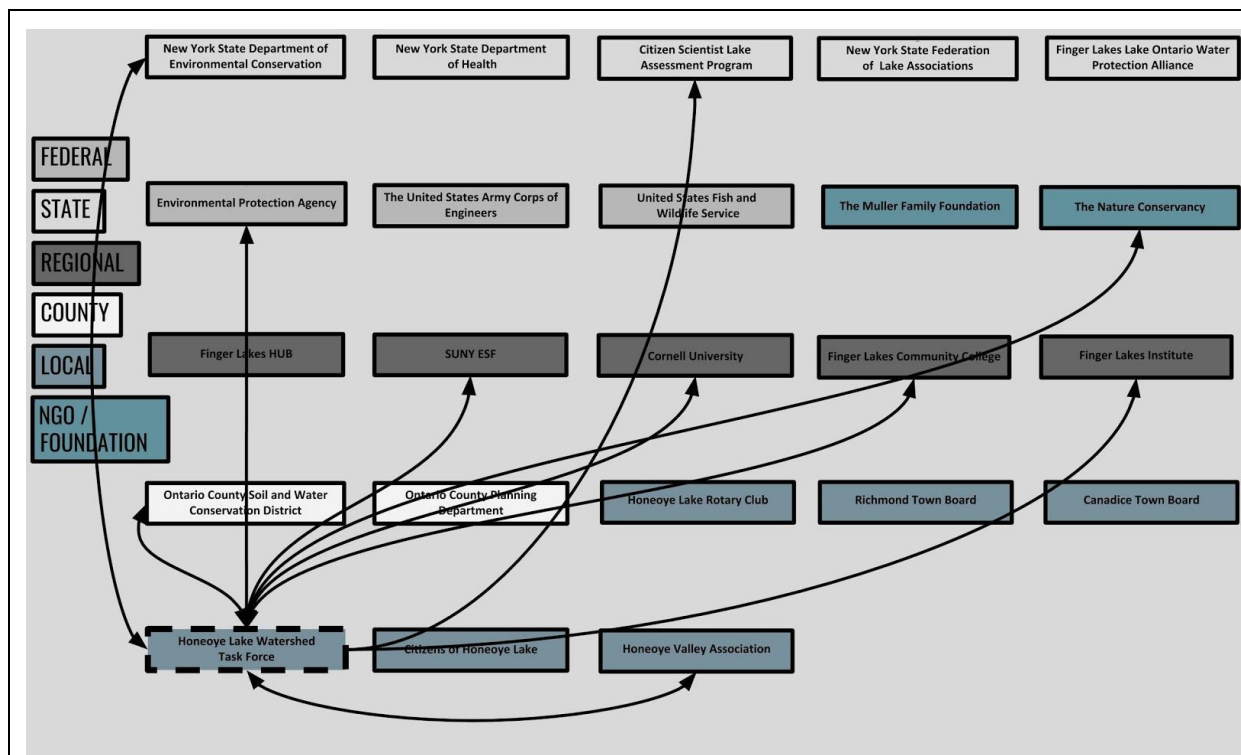 New York State Department of
Environmental Conservation
New York State Department
of Health
Citizen Scientist Lake
Assessment Program
New York State Federation
of Lake Associations
Finger Lakes Lake Ontario Water
Protection Alliance
FEDERAL
STATE
REGIONAL
COUNTY
LOCAL
NGO /
FOUNDATION
Environmental Protection Agency
The United States Army Corps of
Engineers
United States Fish and
Wildlife Service
The Muller Family Foundation
The Nature Conservancy
Finger Lakes HUB
SUNY ESF
Cornell University
Finger Lakes Community College
Finger Lakes Institute
Ontario County Soil and Water
Conservation District
Ontario County Planning
Department
Honeoye Lake Rotary Club
Richmond Town Board
Canadice Town Board
Honeoye Lake Watershed
Task Force
Citizens of Honeoye Lake
Honeoye Valley Association